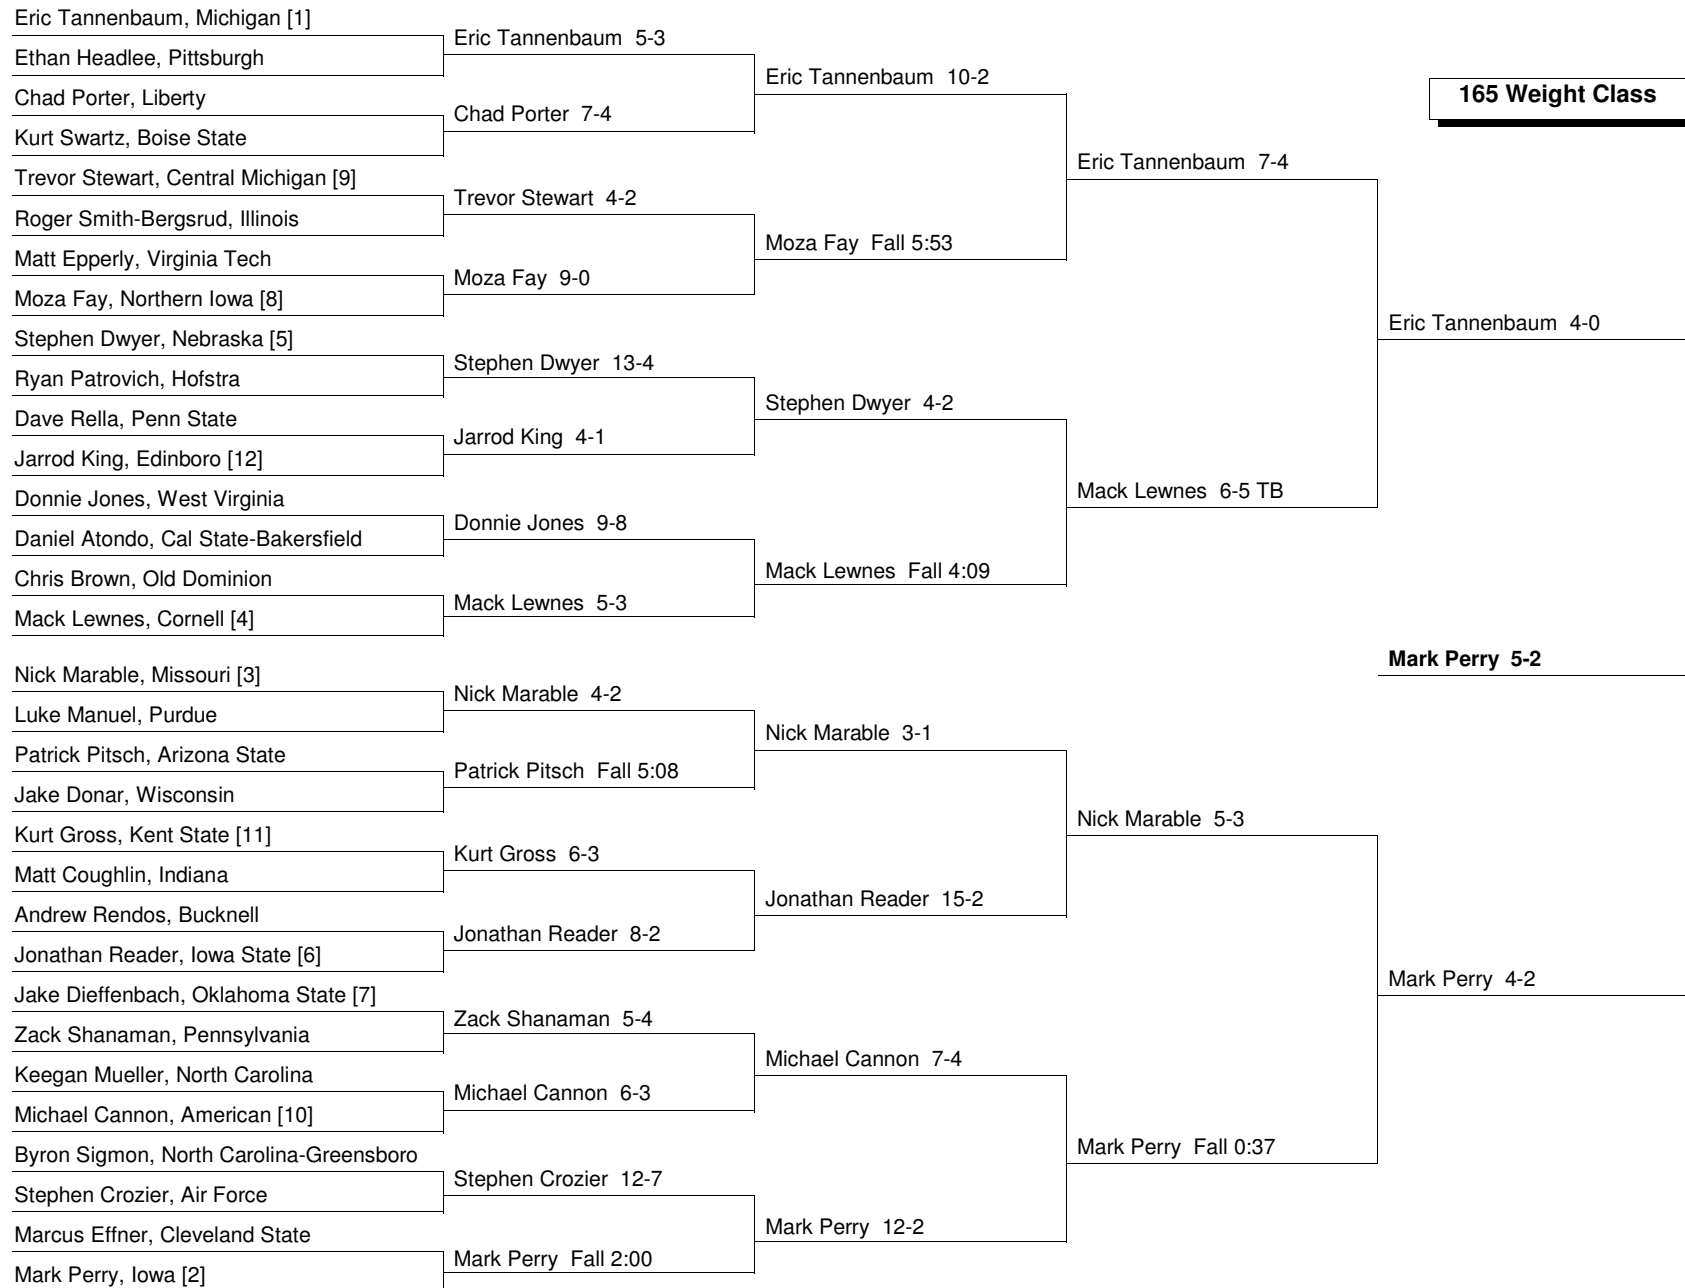 Eric Tannenbaum, Michigan [1]
Ethan Headlee, Pittsburgh
Chad Porter, Liberty
Kurt Swartz, Boise State
Trevor Stewart, Central Michigan [9]
Roger Smith-Bergsrud, Illinois
Matt Epperly, Virginia Tech
Moza Fay, Northern Iowa [8]
Stephen Dwyer, Nebraska [5]
Ryan Patrovich, Hofstra
Dave Rella, Penn State
Jarrod King, Edinboro [12]
Donnie Jones, West Virginia
Daniel Atondo, Cal State-Bakersfield
Chris Brown, Old Dominion
Mack Lewnes, Cornell [4]
Nick Marable, Missouri [3]
Luke Manuel, Purdue
Patrick Pitsch, Arizona State
Jake Donar, Wisconsin
Kurt Gross, Kent State [11]
Matt Coughlin, Indiana
Andrew Rendos, Bucknell
Jonathan Reader, Iowa State [6]
Jake Dieffenbach, Oklahoma State [7]
Zack Shanaman, Pennsylvania
Keegan Mueller, North Carolina
Michael Cannon, American [10]
Byron Sigmon, North Carolina-Greensboro
Stephen Crozier, Air Force
Marcus Effner, Cleveland State
Mark Perry, Iowa [2]
Eric Tannenbaum 5-3
Chad Porter 7-4
Trevor Stewart 4-2
Moza Fay 9-0
Stephen Dwyer 13-4
Jarrod King 4-1
Donnie Jones 9-8
Mack Lewnes 5-3
Nick Marable 4-2
Patrick Pitsch Fall 5:08
Kurt Gross 6-3
Jonathan Reader 8-2
Zack Shanaman 5-4
Michael Cannon 6-3
Stephen Crozier 12-7
Mark Perry Fall 2:00
Eric Tannenbaum 10-2
Moza Fay Fall 5:53
Stephen Dwyer 4-2
Mack Lewnes Fall 4:09
Nick Marable 3-1
Jonathan Reader 15-2
Michael Cannon 7-4
Mark Perry 12-2
Eric Tannenbaum 7-4
Mack Lewnes 6-5 TB
Nick Marable 5-3
Mark Perry Fall 0:37
165 Weight Class
Eric Tannenbaum 4-0
Mark Perry 5-2
Mark Perry 4-2